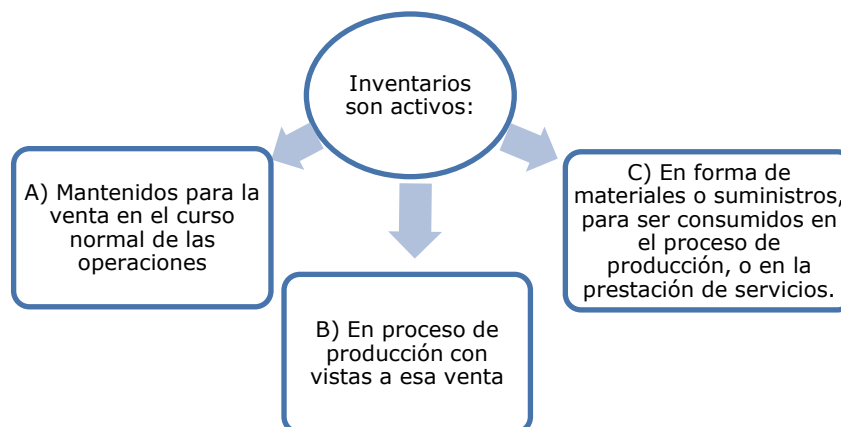 Inventarios
son activos:
A) Mantenidos para la
venta en el curso
normal de las
operaciones
B) En proceso de
producción con
vistas a esa venta
C) En forma de
materiales o suministros,
para ser consumidos en
el proceso de
producción, o en la
prestación de servicios.